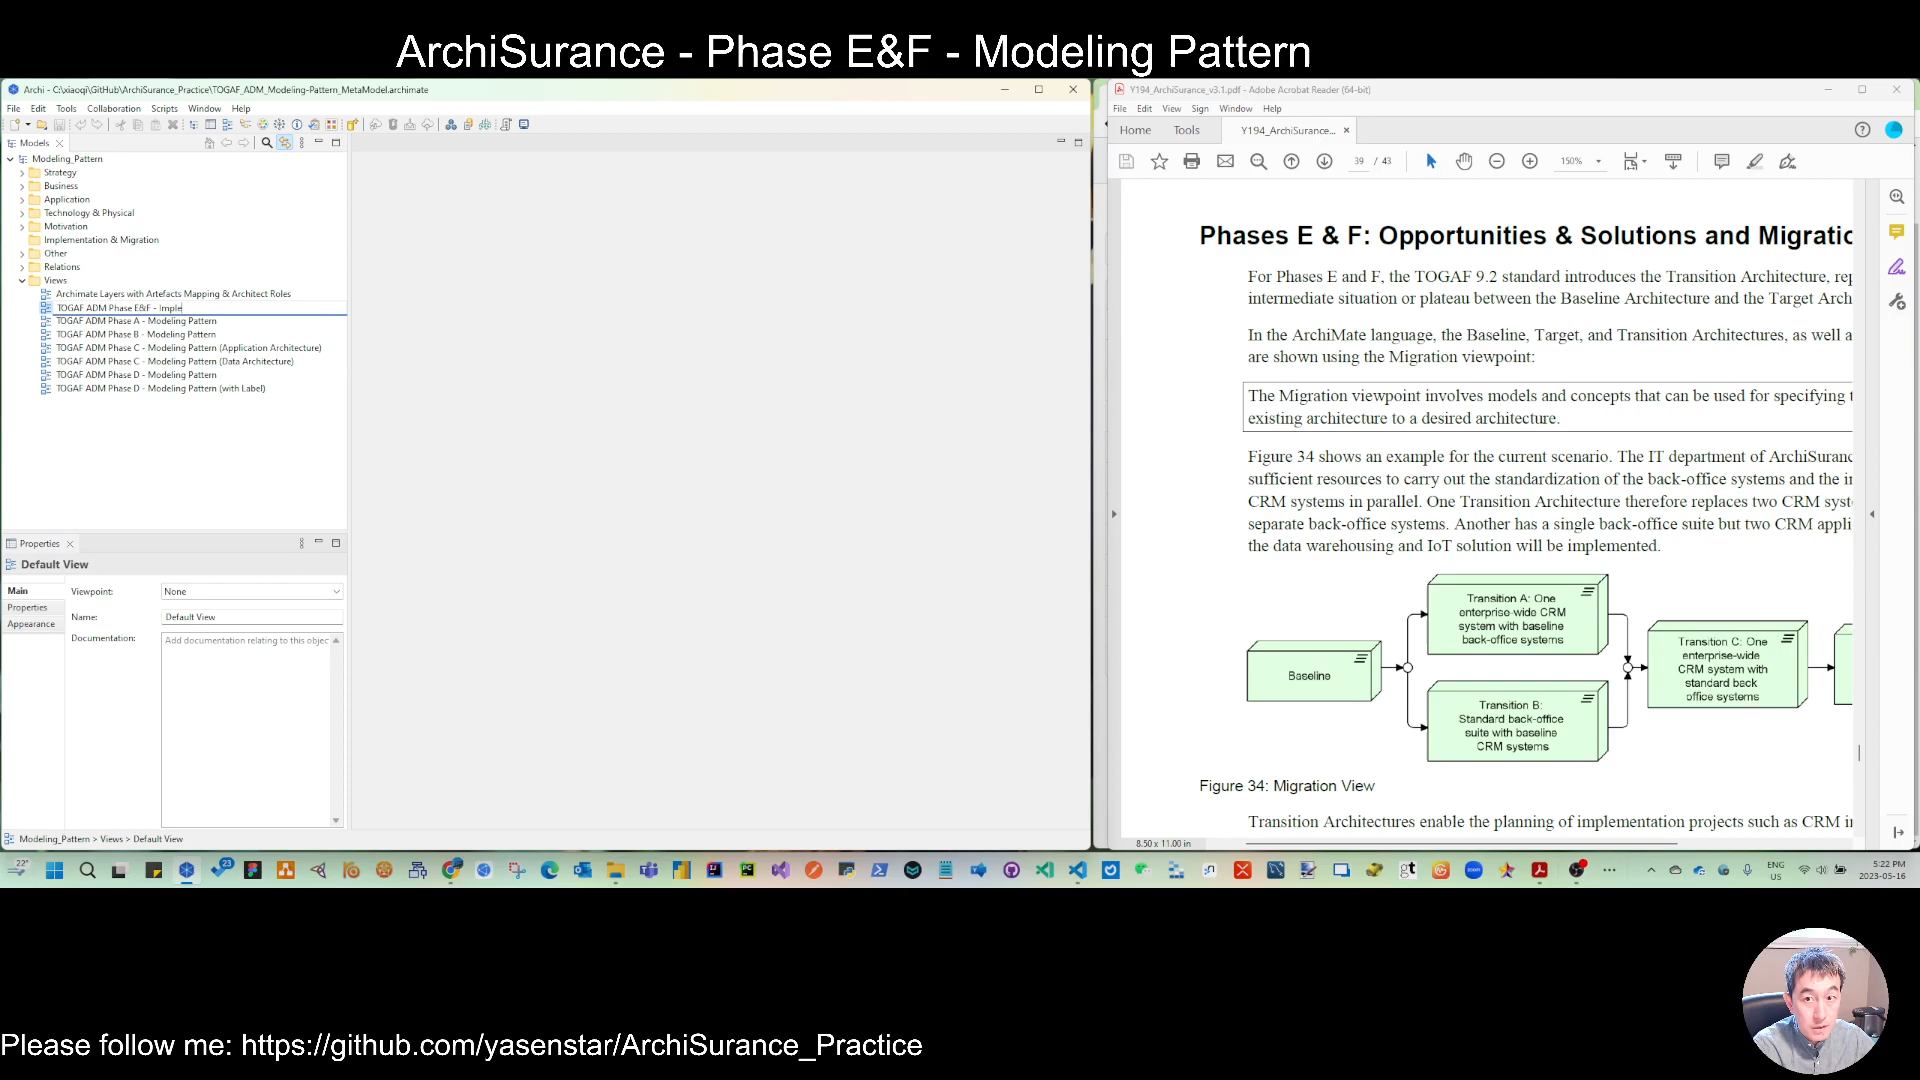 ArchiSurance - Phase E&F - Modeling Pattern
Archi - C:\xiaoqi\GitHub\ArchiSurance_Practice\TOGAF_ADM_Modeling-Pattern_MetaModel.archimate
File Edit Tools Collaboration Scripts Window Help
Models
Modeling_Pattern
Strategy
Business
Application
Technology & Physical
Motivation
Implementation & Migration
Other
Relations
Views
Archimate Layers with Artefacts Mapping & Architect Roles
TOGAF ADM Phase E&F - Imple
TOGAF ADM Phase A - Modeling Pattern
TOGAF ADM Phase B - Modeling Pattern
TOGAF ADM Phase C - Modeling Pattern (Application Architecture)
TOGAF ADM Phase C - Modeling Pattern (Data Architecture)
TOGAF ADM Phase D - Modeling Pattern
TOGAF ADM Phase D - Modeling Pattern (with Label)
Properties
Default View
Main
Properties
Appearance
Viewpoint: None
Name: Default View
Documentation: Add documentation relating to this objec
Modeling_Pattern > Views > Default View
Y194_ArchiSurance_v3.1.pdf - Adobe Acrobat Reader (64-bit)
File Edit View Sign Window Help
Home Tools Y194_ArchiSurance...
39 / 43 150%
Phases E & F: Opportunities & Solutions and Migratio
For Phases E and F, the TOGAF 9.2 standard introduces the Transition Architecture, rep
intermediate situation or plateau between the Baseline Architecture and the Target Arch
In the ArchiMate language, the Baseline, Target, and Transition Architectures, as well a
are shown using the Migration viewpoint:
The Migration viewpoint involves models and concepts that can be used for specifying t
existing architecture to a desired architecture.
Figure 34 shows an example for the current scenario. The IT department of ArchiSuranc
sufficient resources to carry out the standardization of the back-office systems and the in
CRM systems in parallel. One Transition Architecture therefore replaces two CRM syst
separate back-office systems. Another has a single back-office suite but two CRM appli
the data warehousing and IoT solution will be implemented.
Baseline
Transition A: One
enterprise-wide CRM
system with baseline
back-office systems
Transition B:
Standard back-office
suite with baseline
CRM systems
Transition C: One
enterprise-wide
CRM system with
standard back
office systems
Figure 34: Migration View
Transition Architectures enable the planning of implementation projects such as CRM in
8.50 x 11.00 in
22°
23
ENG
US
5:22 PM
2023-05-16
Please follow me: https://github.com/yasenstar/ArchiSurance_Practice